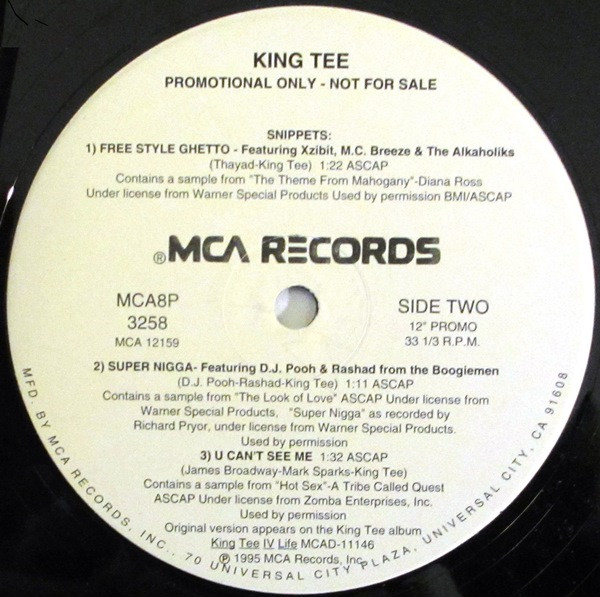 KING TEE
PROMOTIONAL ONLY - NOT FOR SALE
SNIPPETS:
1) FREE STYLE GHETTO - Featuring Xzibit, M.C. Breeze & The Alkaholiks
(Thayad-King Tee) 1:22 ASCAP
Contains a sample from "The Theme From Mahogany"-Diana Ross
Under license from Warner Special Products Used by permission BMI/ASCAP
®MCA RECORDS
MCA8P
3258
MCA 12159
SIDE TWO
12" PROMO
33 1/3 R.P.M.
2) SUPER NIGGA- Featuring D.J. Pooh & Rashad from the Boogiemen
(D.J. Pooh-Rashad-King Tee) 1:11 ASCAP
Contains a sample from "The Look of Love" ASCAP Under license from
Warner Special Products, "Super Nigga" as recorded by
Richard Pryor, under license from Warner Special Products.
Used by permission
3) U CAN'T SEE ME 1:32 ASCAP
(James Broadway-Mark Sparks-King Tee)
Contains a sample from "Hot Sex"-A Tribe Called Quest
ASCAP Under license from Zomba Enterprises, Inc.
Used by permission
Original version appears on the King Tee album
King Tee IV Life MCAD-11146
℗ 1995 MCA Records, Inc.
MFD. BY MCA RECORDS, INC., 70 UNIVERSAL CITY PLAZA, UNIVERSAL CITY, CA 91608